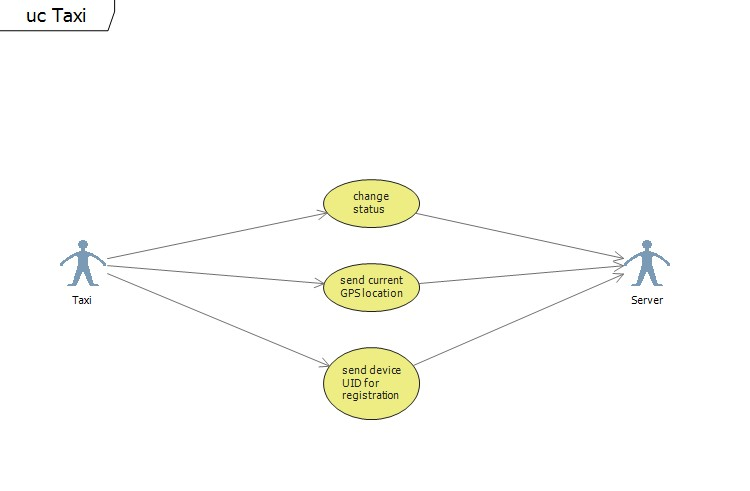 uc Taxi
change
status
send current
GPS location
Taxi
Server
send device
UID for
registration